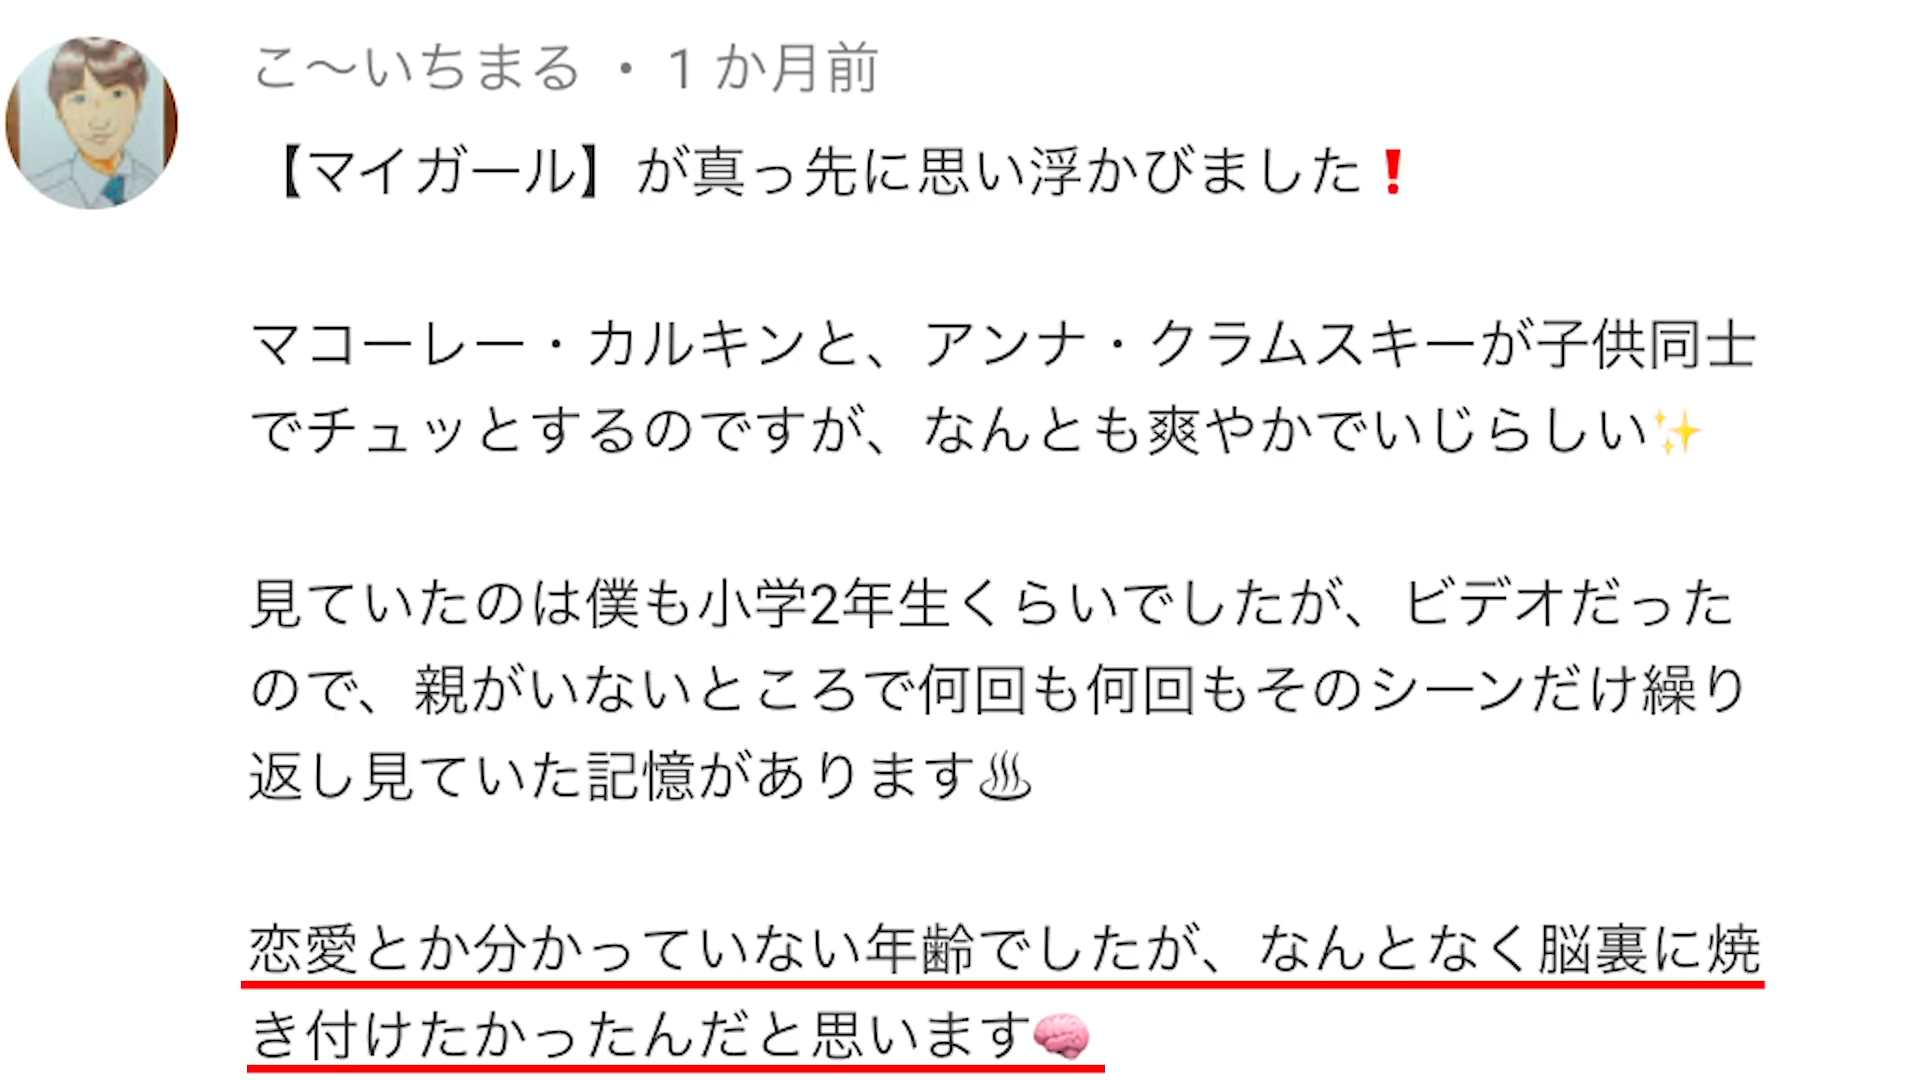 こ〜いちまる ・ 1 か月前
【マイガール】が真っ先に思い浮かびました❗
マコーレー・カルキンと、アンナ・クラムスキーが子供同士
でチュッとするのですが、なんとも爽やかでいじらしい✨
見ていたのは僕も小学2年生くらいでしたが、ビデオだった
ので、親がいないところで何回も何回もそのシーンだけ繰り
返し見ていた記憶があります♨
恋愛とか分かっていない年齢でしたが、なんとなく脳裏に焼
き付けたかったんだと思います🧠